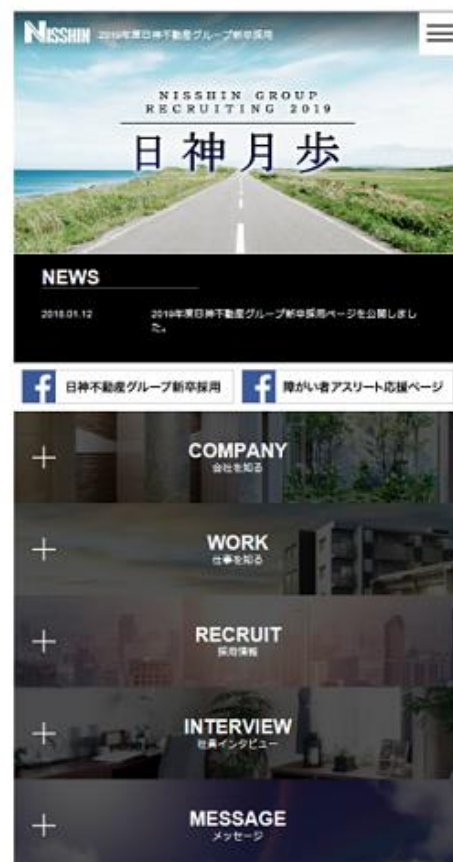 NISSHIN 2019年度日神不動産グループ新卒採用
NISSHIN GROUP
RECRUITING 2019
日神月歩
NEWS
2018.01.12 2019年度日神不動産グループ新卒採用ページを公開しまし
た。
日神不動産グループ新卒採用 障がい者アスリート応援ページ
COMPANY
会社を知る
WORK
仕事を知る
RECRUIT
採用情報
INTERVIEW
社員インタビュー
MESSAGE
メッセージ